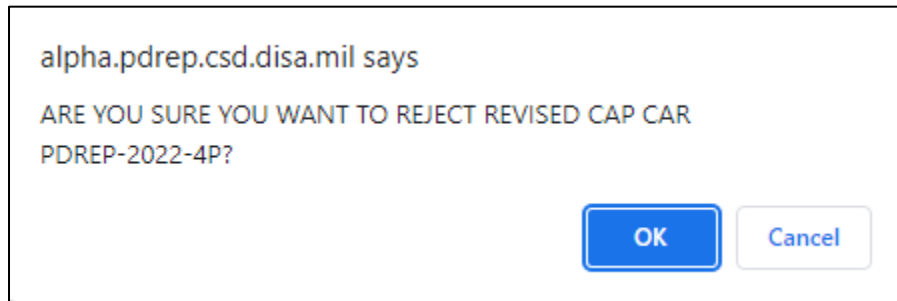 alpha.pdrep.csd.disa.mil says
ARE YOU SURE YOU WANT TO REJECT REVISED CAP CAR
PDREP-2022-4P?
OK
Cancel